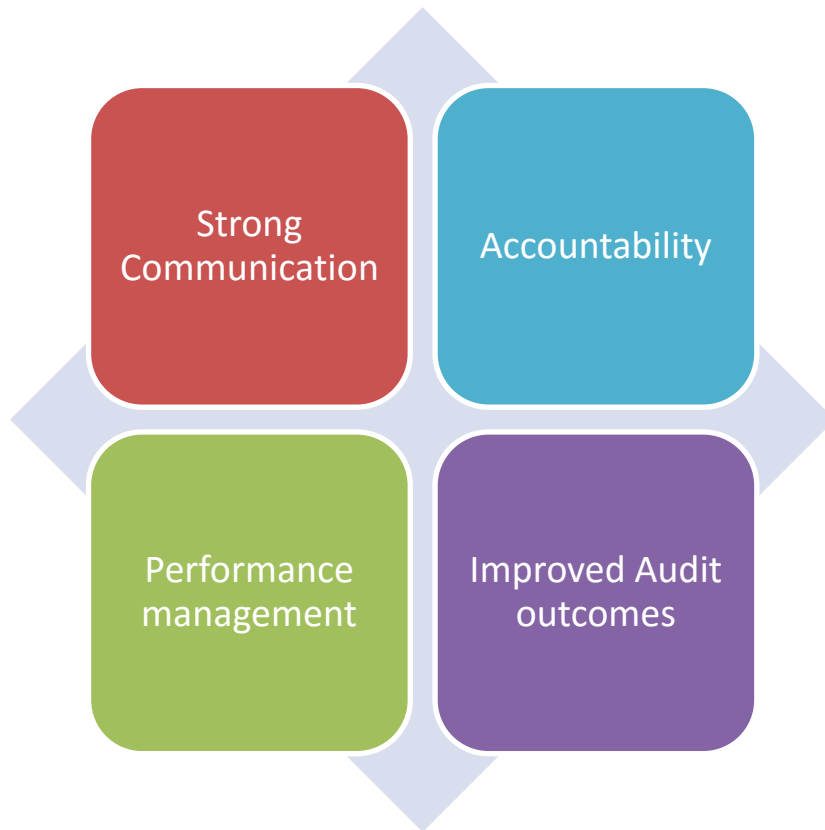 Strong
Communication
Accountability
Performance
management
Improved Audit
outcomes